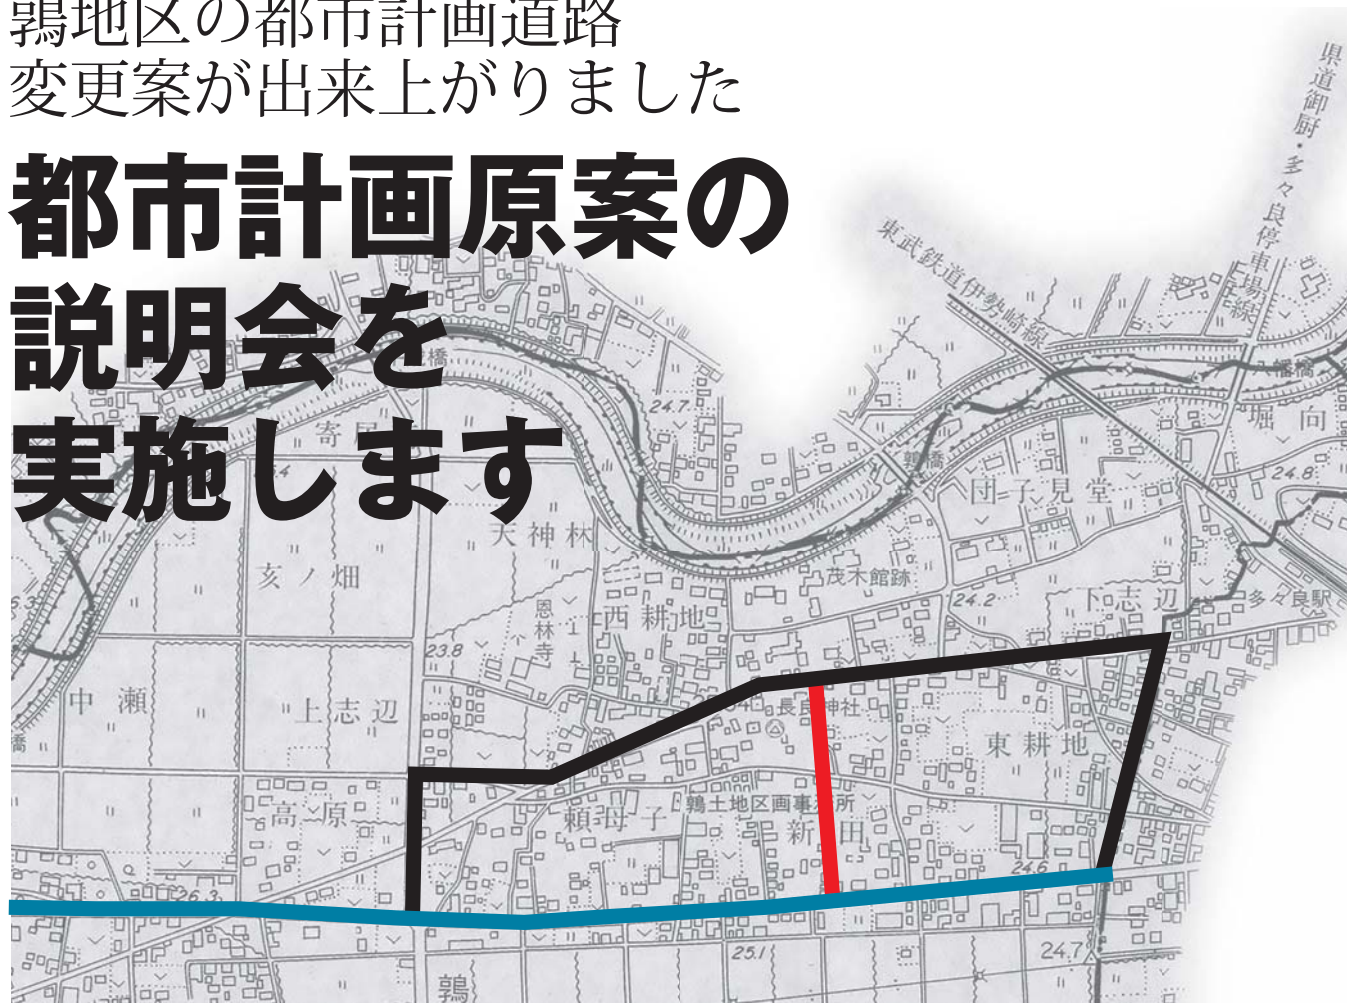 鶉地区の都市計画道路
変更案が出来上がりました
都市計画原案の
説明会を
実施します
県道御厨・多々良停車場線
東武鉄道伊勢崎線
24.7
堀向
24.8
鶉橋
団子見堂
天神林
亥ノ畑
茂木館跡
24.2
下志辺
多々良駅
恩林寺
西耕地
23.8
中瀬
上志辺
長良神社
東耕地
高原
頼母子
鶉土地区画事務所
新田
24.6
26.3
25.1
24.7
鶉